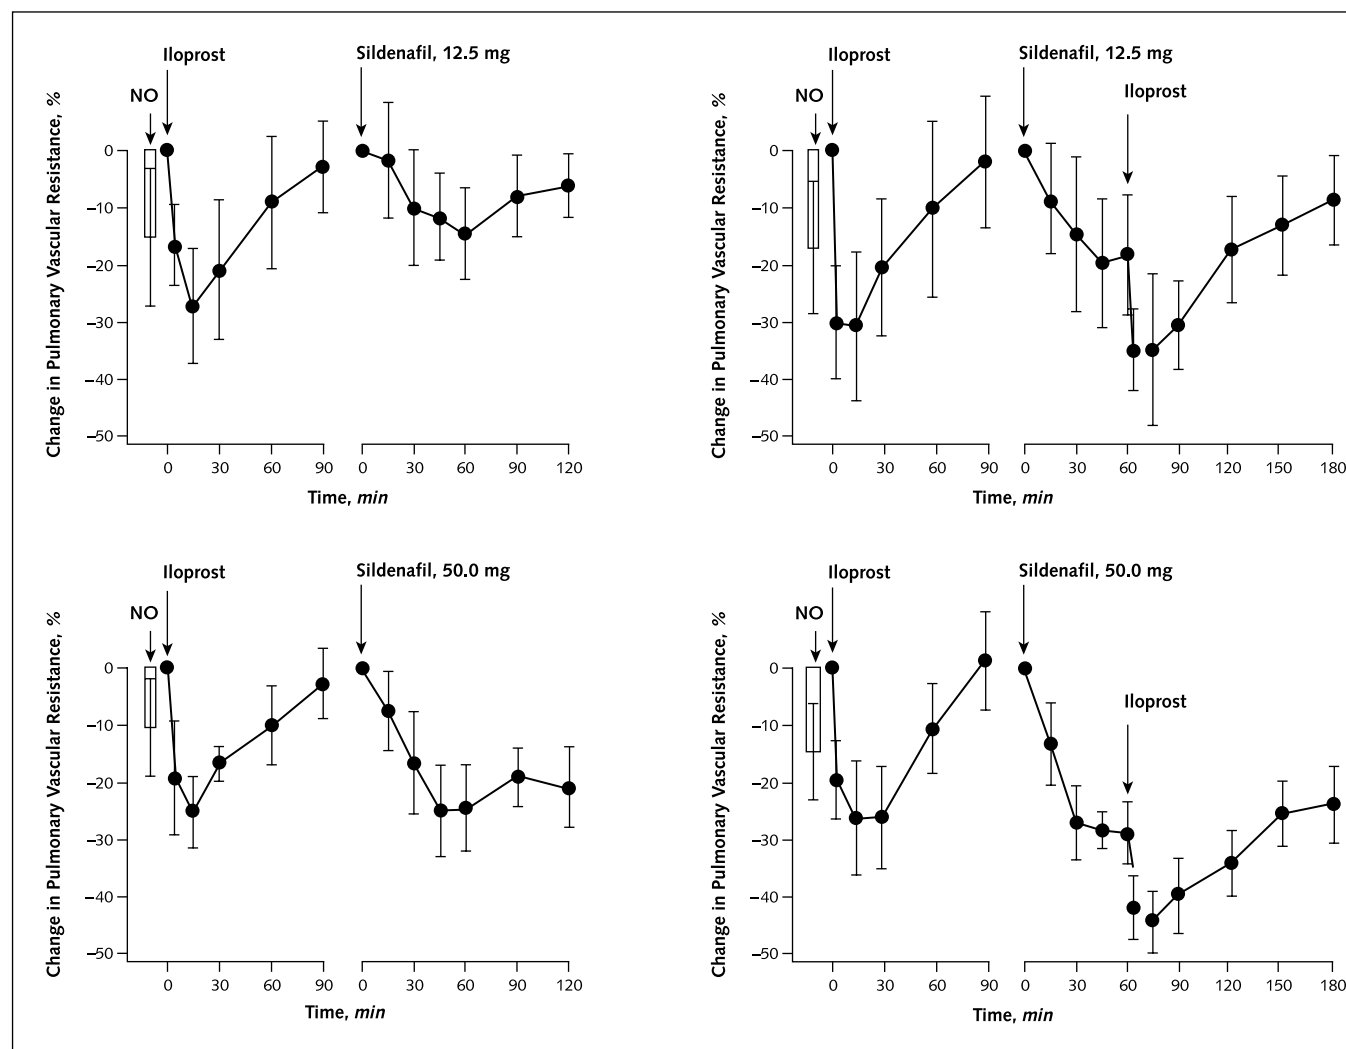 Iloprost
Sildenafil, 12.5 mg
NO
Change in Pulmonary Vascular Resistance, %
0
–10
–20
–30
–40
–50
0 30 60 90 0 30 60 90 120
Time, min
Iloprost
Sildenafil, 12.5 mg
NO
Iloprost
Change in Pulmonary Vascular Resistance, %
0
–10
–20
–30
–40
–50
0 30 60 90 0 30 60 90 120 150 180
Time, min
Iloprost
Sildenafil, 50.0 mg
NO
Change in Pulmonary Vascular Resistance, %
0
–10
–20
–30
–40
–50
0 30 60 90 0 30 60 90 120
Time, min
Iloprost
Sildenafil, 50.0 mg
NO
Iloprost
Change in Pulmonary Vascular Resistance, %
0
–10
–20
–30
–40
–50
0 30 60 90 0 30 60 90 120 150 180
Time, min